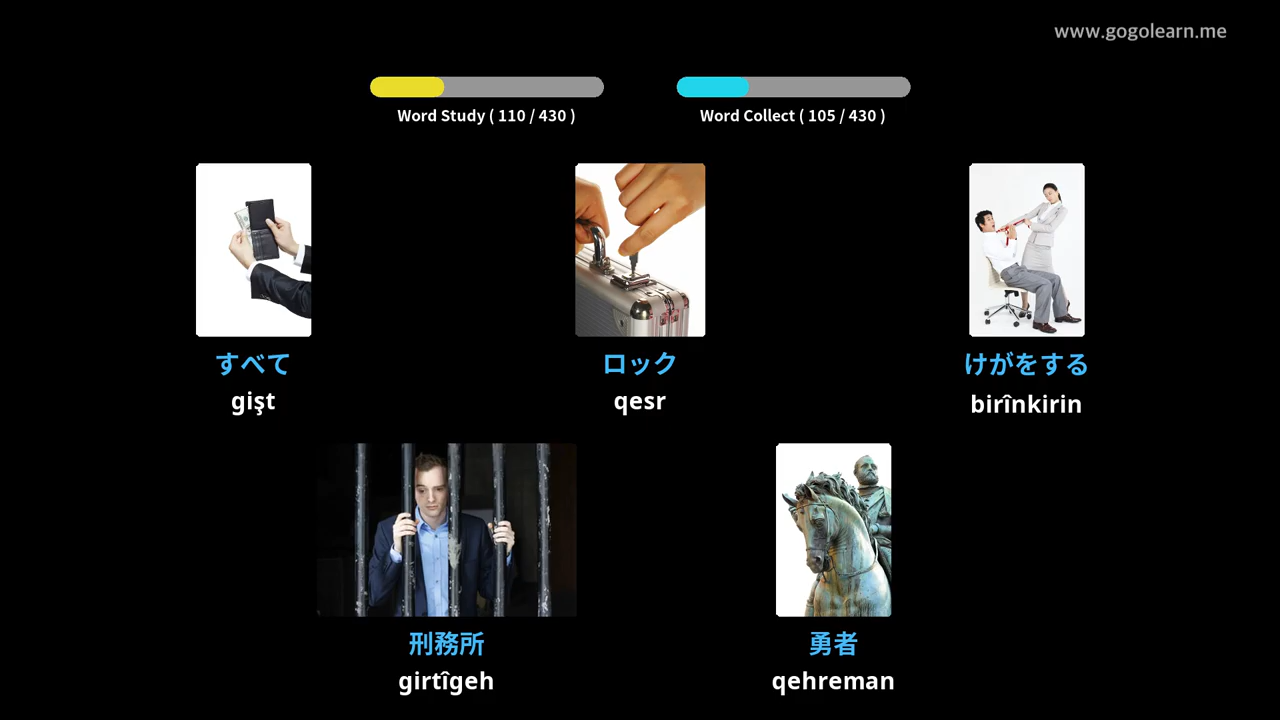 www.gogolearn.me
Word Study ( 110 / 430 )
Word Collect ( 105 / 430 )
すべて
gişt
ロック
qesr
けがをする
birînkirin
刑務所
girtîgeh
勇者
qehreman